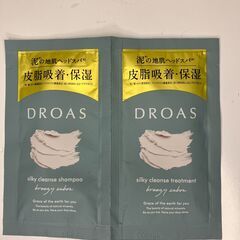 泥の地肌ヘッドスパ
皮脂吸着・保湿
DROAS
silky cleanse shampoo
breezy sabon
Grace of the earth for you
泥の地肌ヘッドスパ
皮脂吸着・保湿
DROAS
silky cleanse treatment
breezy sabon
Grace of the earth for you